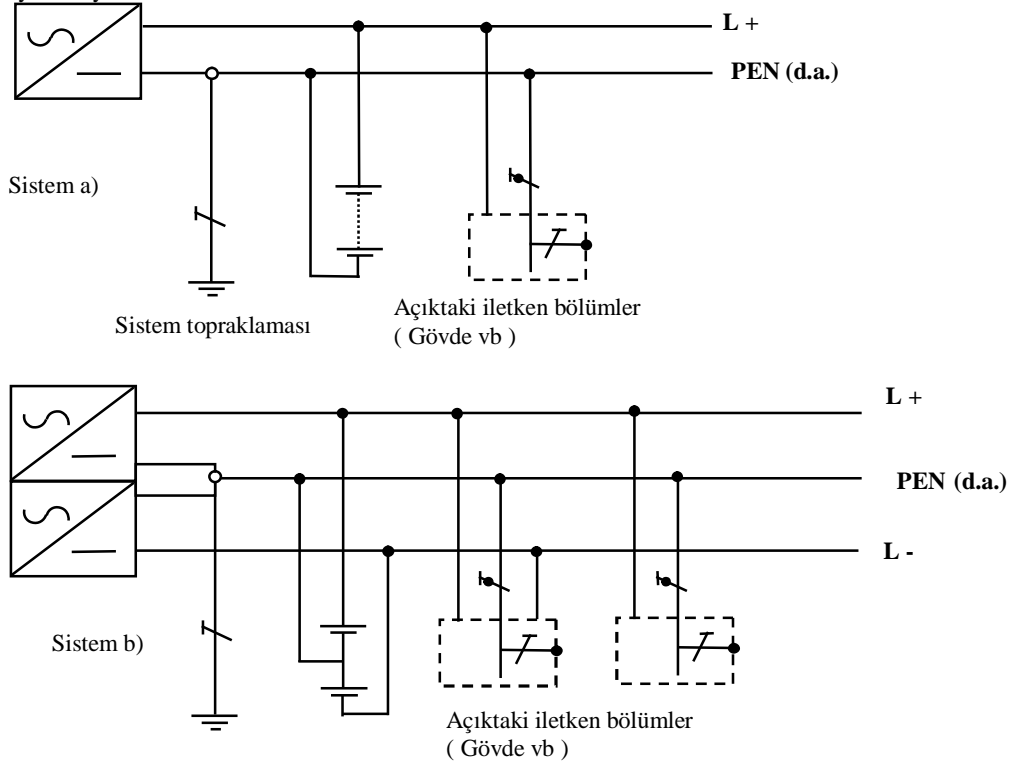 L +
PEN (d.a.)
Sistem a)
Açıktaki iletken bölümler
( Gövde vb )
Sistem topraklaması
L +
PEN (d.a.)
L -
Sistem b)
Açıktaki iletken bölümler
( Gövde vb )